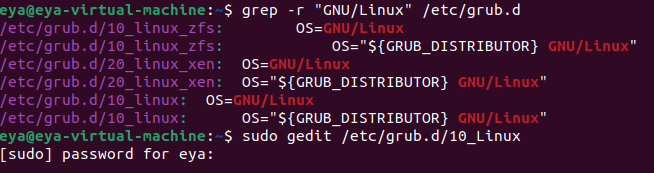 eya@eya-virtual-machine:~$ grep -r "GNU/Linux" /etc/grub.d
/etc/grub.d/10_linux_zfs:         OS=GNU/Linux
/etc/grub.d/10_linux_zfs:             OS="${GRUB_DISTRIBUTOR} GNU/Linux"
/etc/grub.d/20_linux_xen:  OS=GNU/Linux
/etc/grub.d/20_linux_xen:  OS="${GRUB_DISTRIBUTOR} GNU/Linux"
/etc/grub.d/10_linux:  OS=GNU/Linux
/etc/grub.d/10_linux:  OS="${GRUB_DISTRIBUTOR} GNU/Linux"
eya@eya-virtual-machine:~$ sudo gedit /etc/grub.d/10_Linux
[sudo] password for eya: